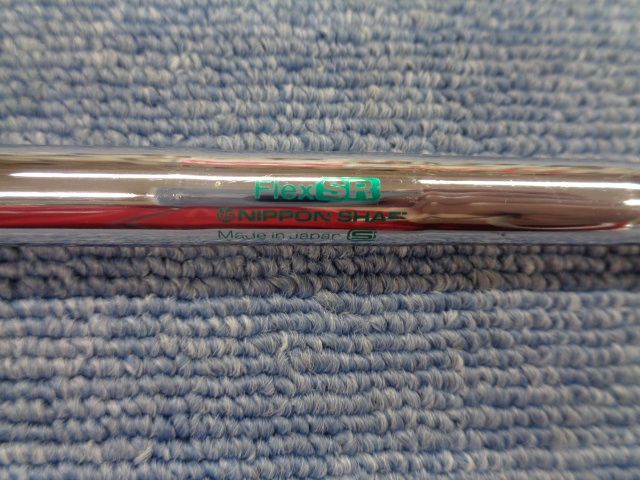 Flex SR
NIPPON SHAFT
Made in Japan S